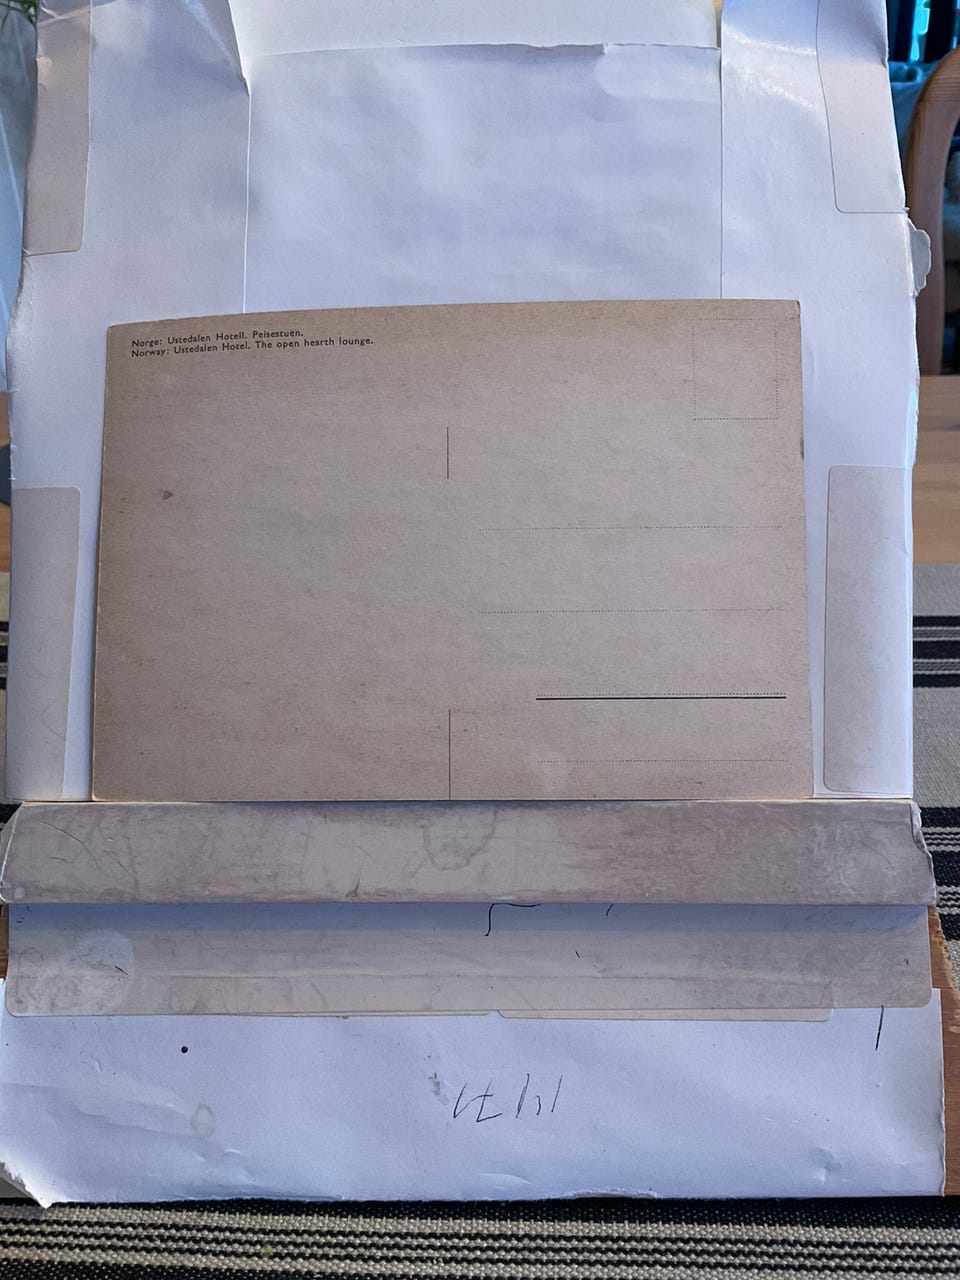 Norge: Ustedalen Hotell. Peisestuen.
Norway: Ustedalen Hotel. The open hearth lounge.